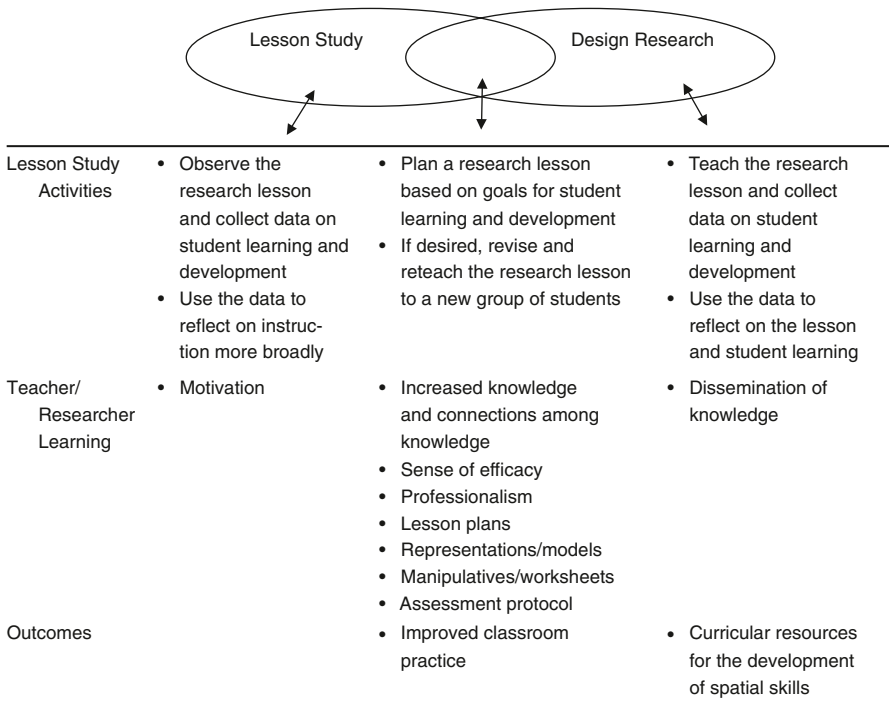 Lesson Study
Design Research
Lesson Study
Activities
• Observe the
research lesson
and collect data on
student learning and
development
• Use the data to
reflect on instruc-
tion more broadly
• Plan a research lesson
based on goals for student
learning and development
• If desired, revise and
reteach the research lesson
to a new group of students
• Teach the research
lesson and collect
data on student
learning and
development
• Use the data to
reflect on the lesson
and student learning
Teacher/
Researcher
Learning
• Motivation
• Increased knowledge
and connections among
knowledge
• Sense of efficacy
• Professionalism
• Lesson plans
• Representations/models
• Manipulatives/worksheets
• Assessment protocol
• Dissemination of
knowledge
Outcomes
• Improved classroom
practice
• Curricular resources
for the development
of spatial skills